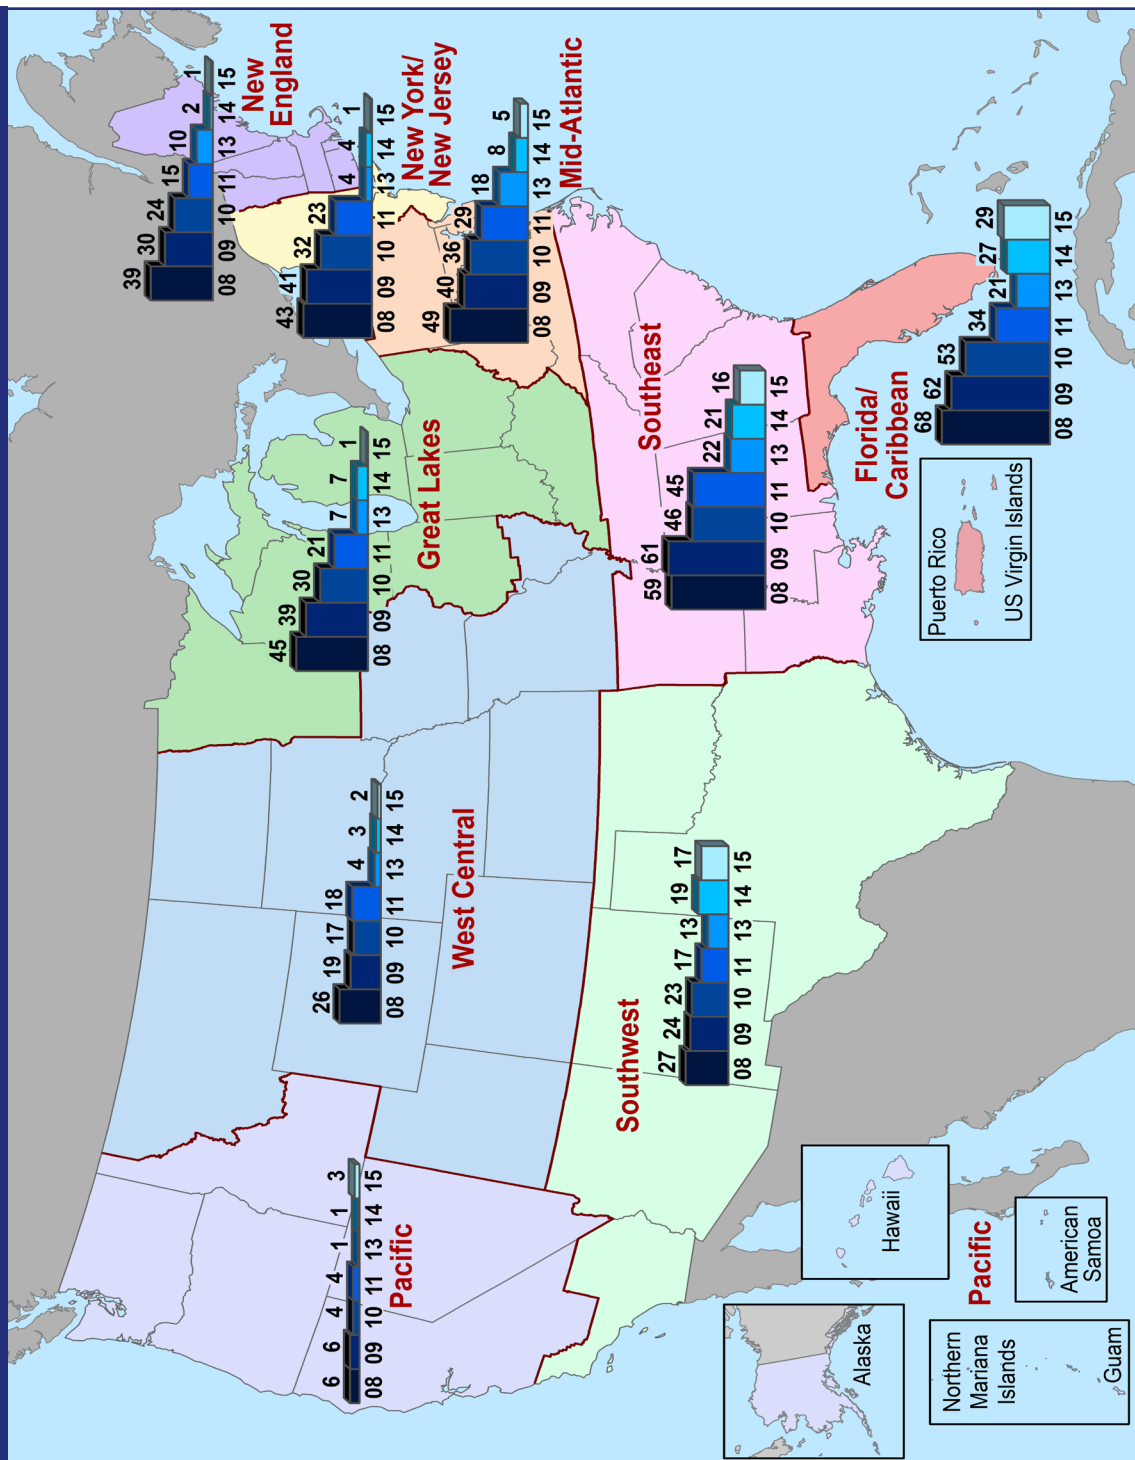 39 30 24 15 10 2 1
08 09 10 11 13 14 15
New
England
43 41 32 23 4 4 1
08 09 10 11 13 14 15
New York/
New Jersey
49 40 36 29 18 8 5
08 09 10 11 13 14 15
Mid-Atlantic
45 39 30 21 7 7 1
08 09 10 11 13 14 15
Great Lakes
26 19 17 18 4 3 2
08 09 10 11 13 14 15
West Central
6 6 4 4 1 1 3
08 09 10 11 13 14 15
Pacific
Southeast
59 61 46 45 22 21 16
08 09 10 11 13 14 15
Southwest
27 24 23 17 13 19 17
08 09 10 11 13 14 15
Florida/
Caribbean
68 62 53 34 21 27 29
08 09 10 11 13 14 15
Puerto Rico
US Virgin Islands
Alaska
Hawaii
Pacific
Northern
Mariana
Islands
Guam
American
Samoa